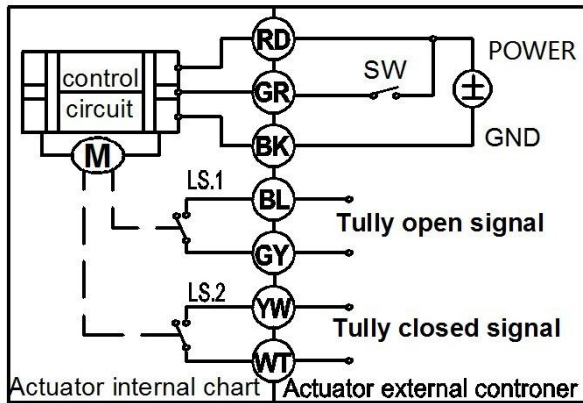 RD
POWER
control
SW
GR
circuit
±
GND
BK
M
LS.1
BL
Tully open signal
GY
LS.2
YW
Tully closed signal
WT
Actuator internal chart
Actuator external controner